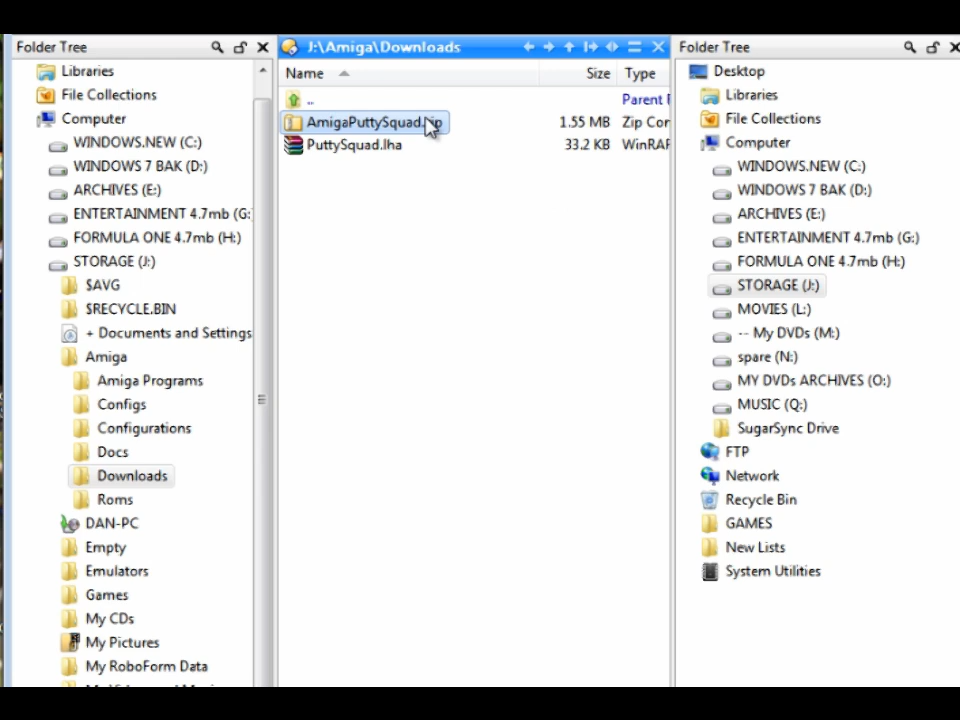 Folder Tree
Libraries
File Collections
Computer
WINDOWS.NEW (C:)
WINDOWS 7 BAK (D:)
ARCHIVES (E:)
ENTERTAINMENT 4.7mb (G:)
FORMULA ONE 4.7mb (H:)
STORAGE (J:)
$AVG
$RECYCLE.BIN
+ Documents and Settings
Amiga
Amiga Programs
Configs
Configurations
Docs
Downloads
Roms
DAN-PC
Empty
Emulators
Games
My CDs
My Pictures
My RoboForm Data
J:\Amiga\Downloads
Name Size Type
.. Parent
AmigaPuttySquad.zip 1.55 MB Zip Con
PuttySquad.lha 33.2 KB WinRAR
Folder Tree
Desktop
Libraries
File Collections
Computer
WINDOWS.NEW (C:)
WINDOWS 7 BAK (D:)
ARCHIVES (E:)
ENTERTAINMENT 4.7mb (G:)
FORMULA ONE 4.7mb (H:)
STORAGE (J:)
MOVIES (L:)
-- My DVDs (M:)
spare (N:)
MY DVDs ARCHIVES (O:)
MUSIC (Q:)
SugarSync Drive
FTP
Network
Recycle Bin
GAMES
New Lists
System Utilities